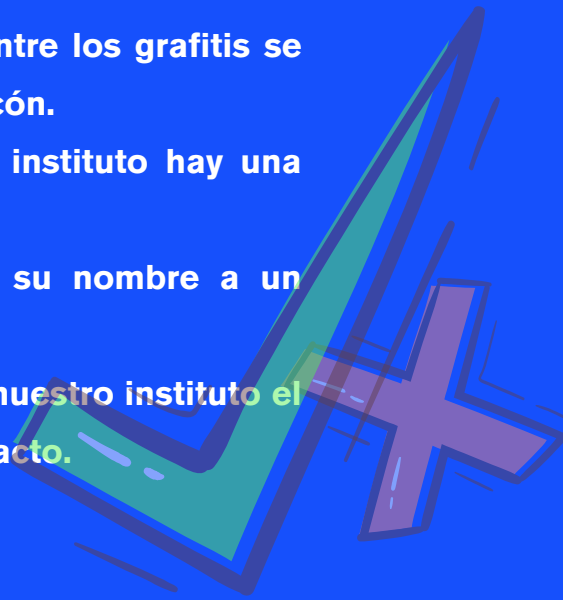 ntre los grafitis se
cón.
instituto hay una
su nombre a un
nuestro instituto el
acto.